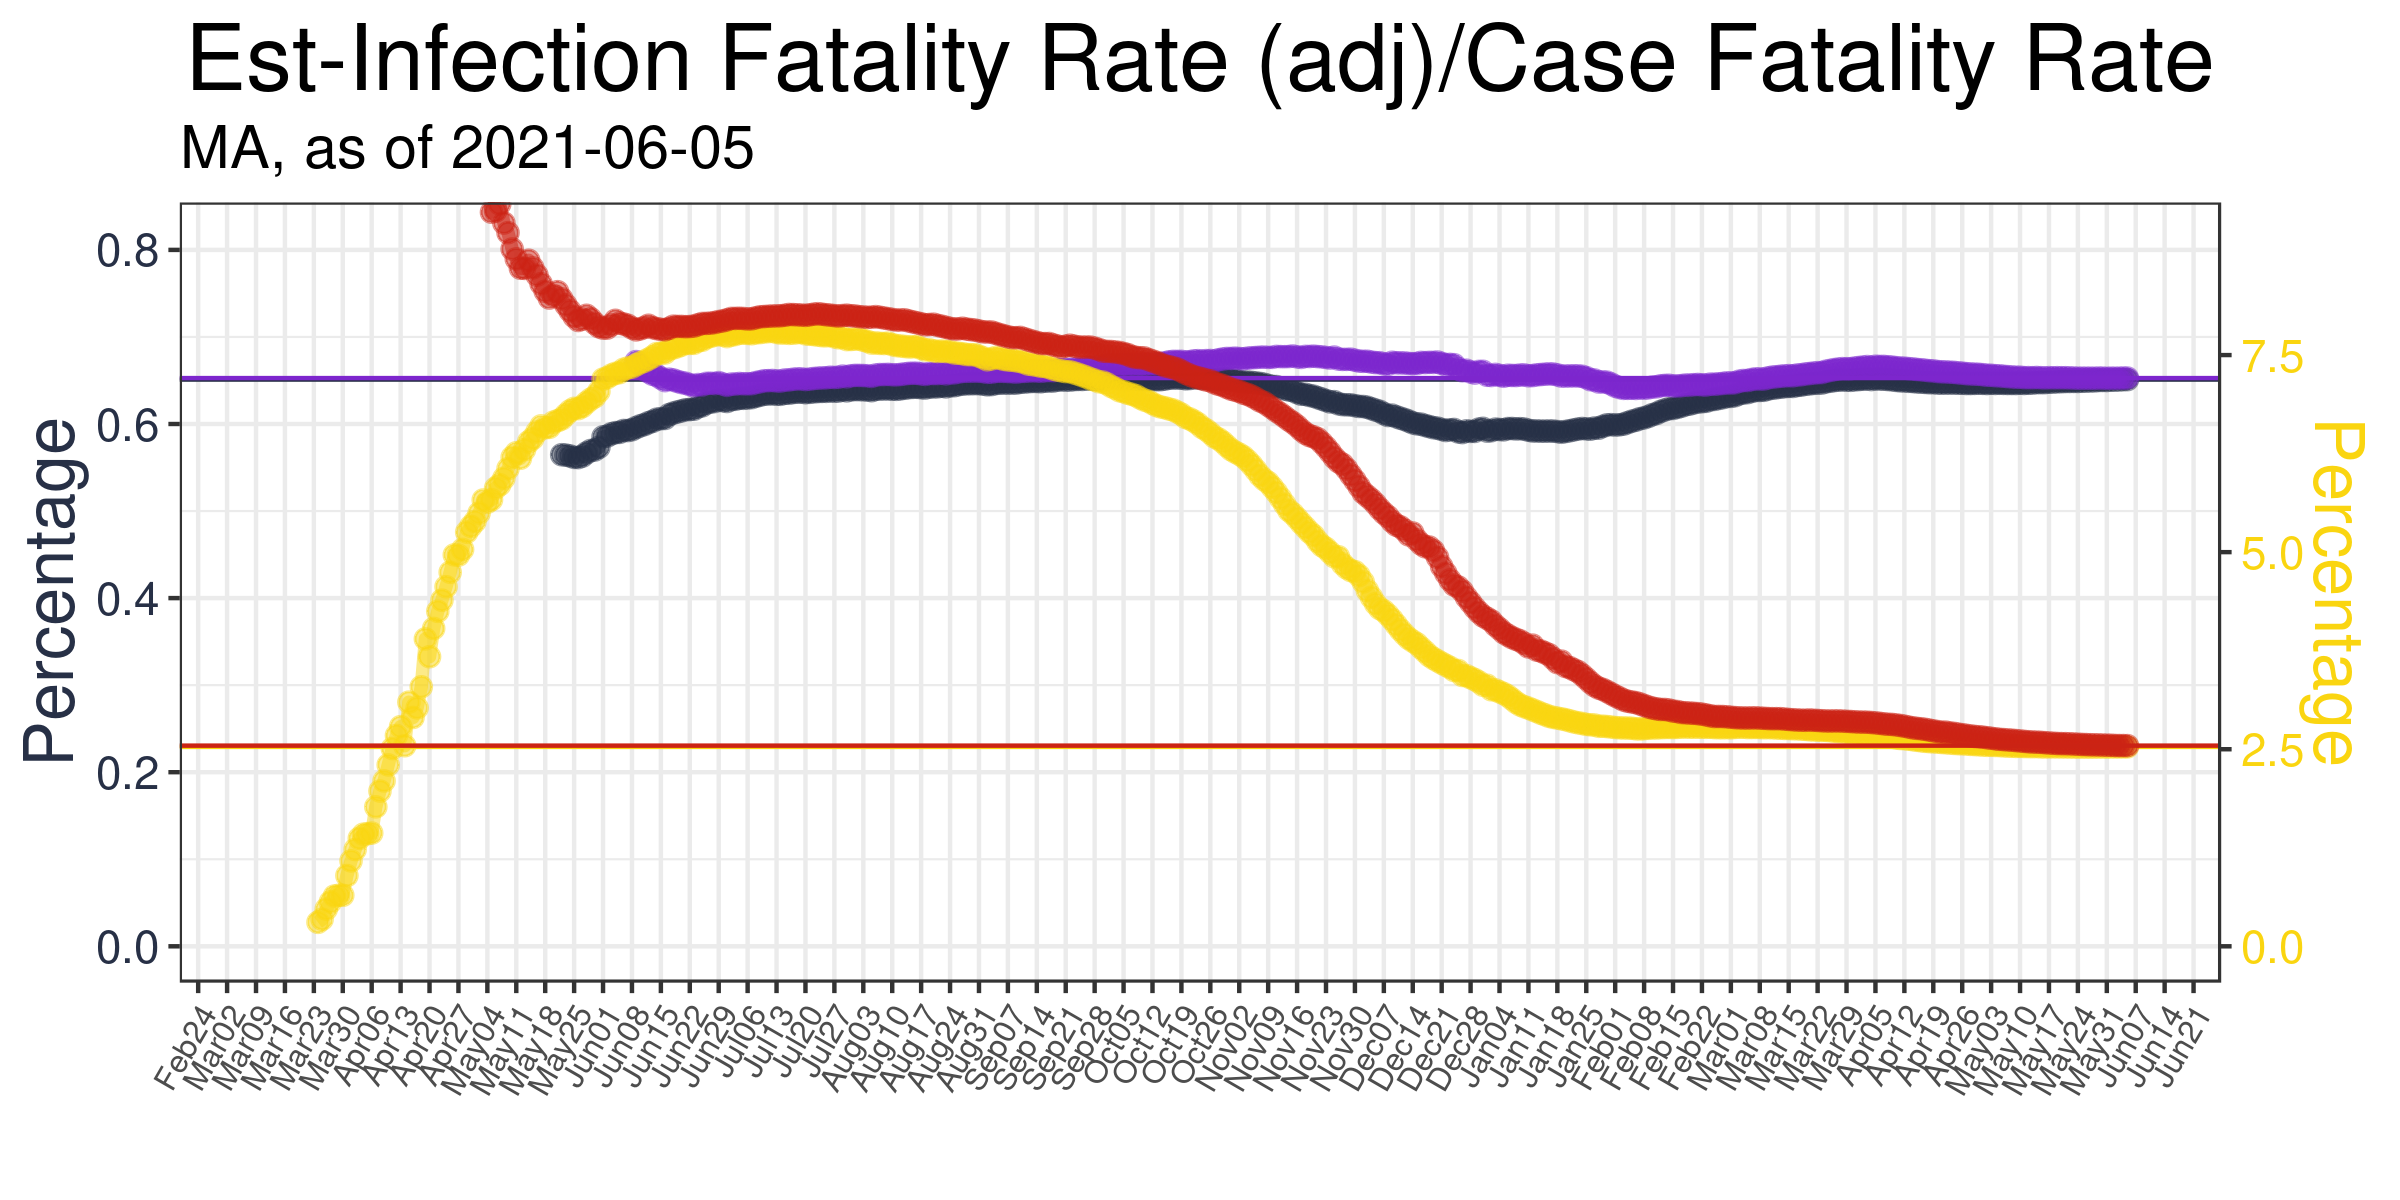 Est-Infection Fatality Rate (adj)/Case Fatality Rate
MA, as of 2021-06-05
Percentage
0.8
0.6
0.4
0.2
0.0
7.5
5.0
2.5
0.0
Percentage
Feb24
Mar02
Mar09
Mar16
Mar23
Mar30
Apr06
Apr13
Apr20
Apr27
May04
May11
May18
May25
Jun01
Jun08
Jun15
Jun22
Jun29
Jul06
Jul13
Jul20
Jul27
Aug03
Aug10
Aug17
Aug24
Aug31
Sep07
Sep14
Sep21
Sep28
Oct05
Oct12
Oct19
Oct26
Nov02
Nov09
Nov16
Nov23
Nov30
Dec07
Dec14
Dec21
Dec28
Jan04
Jan11
Jan18
Jan25
Feb01
Feb08
Feb15
Feb22
Mar01
Mar08
Mar15
Mar22
Mar29
Apr05
Apr12
Apr19
Apr26
May03
May10
May17
May24
May31
Jun07
Jun14
Jun21